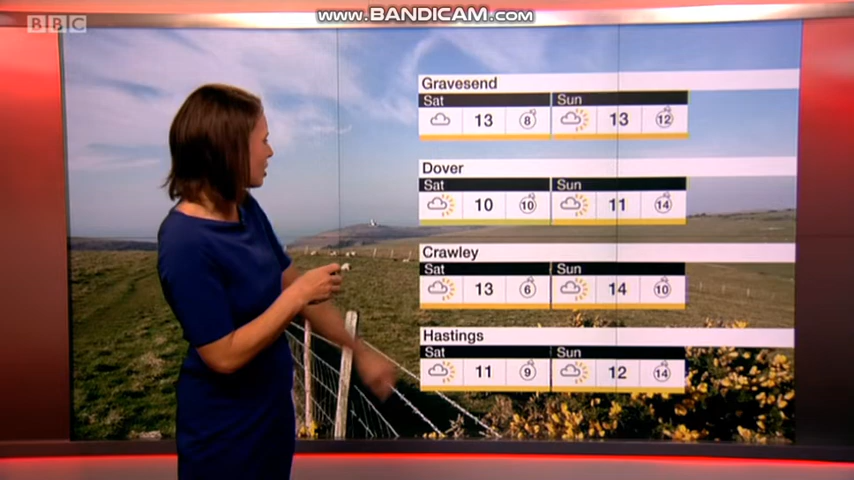 www.BANDICAM.com
BBC
Gravesend
Sat Sun
13 8 13 12
Dover
Sat Sun
10 10 11 14
Crawley
Sat Sun
13 6 14 10
Hastings
Sat Sun
11 9 12 14